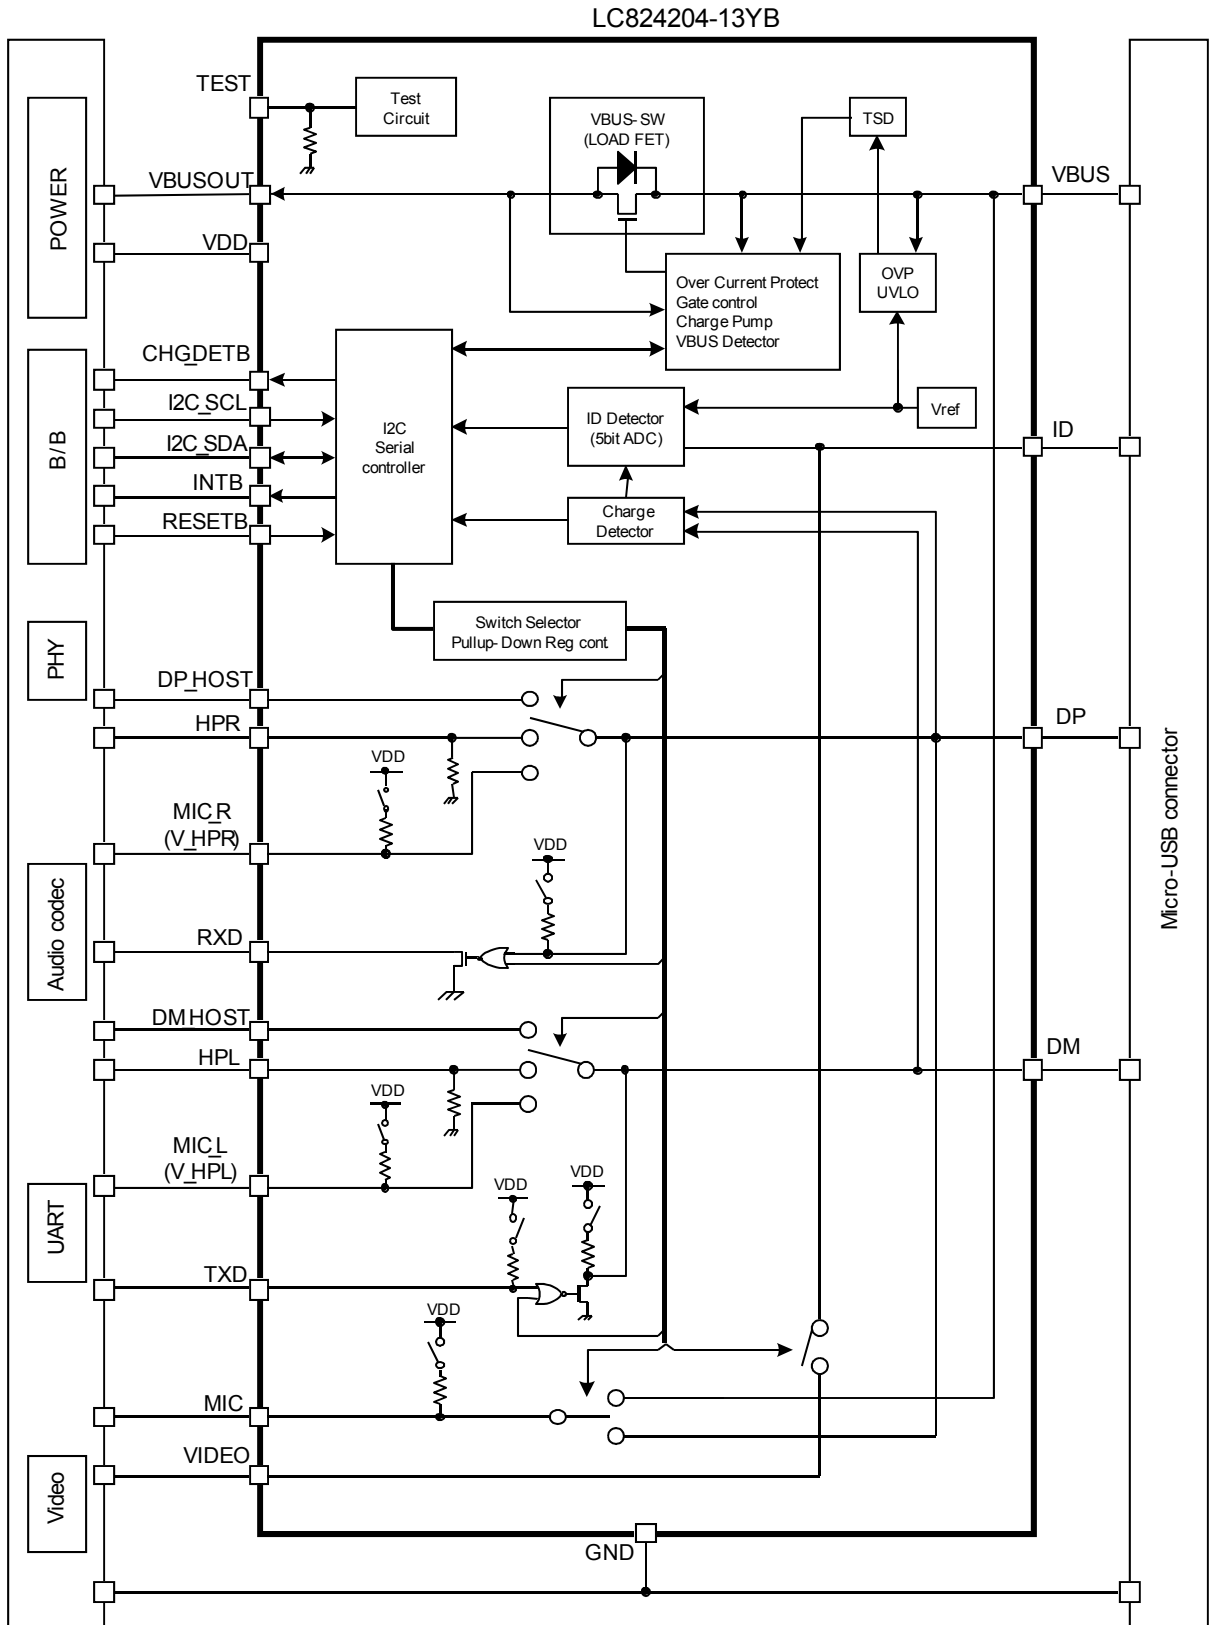 LC824204-13YB
TEST
Test
Circuit
VBUS-SW
(LOAD FET)
TSD
POWER
VBUSOUT
VBUS
VDD
Over Current Protect
Gate control
Charge Pump
VBUS Detector
OVP
UVLO
B/B
CHG_DETB
I2C_SCL
I2C_SDA
INTB
RESETB
I2C
Serial
controller
ID Detector
(5bit ADC)
Vref
ID
Charge
Detector
Switch Selector
Pullup-Down Reg cont.
PHY
DP_HOST
HPR
DP
VDD
MIC_R
(V_HPR)
VDD
Micro-USB connector
Audio codec
RXD
DM_HOST
HPL
DM
VDD
MIC_L
(V_HPL)
VDD
VDD
UART
TXD
VDD
MIC
VIDEO
Video
GND